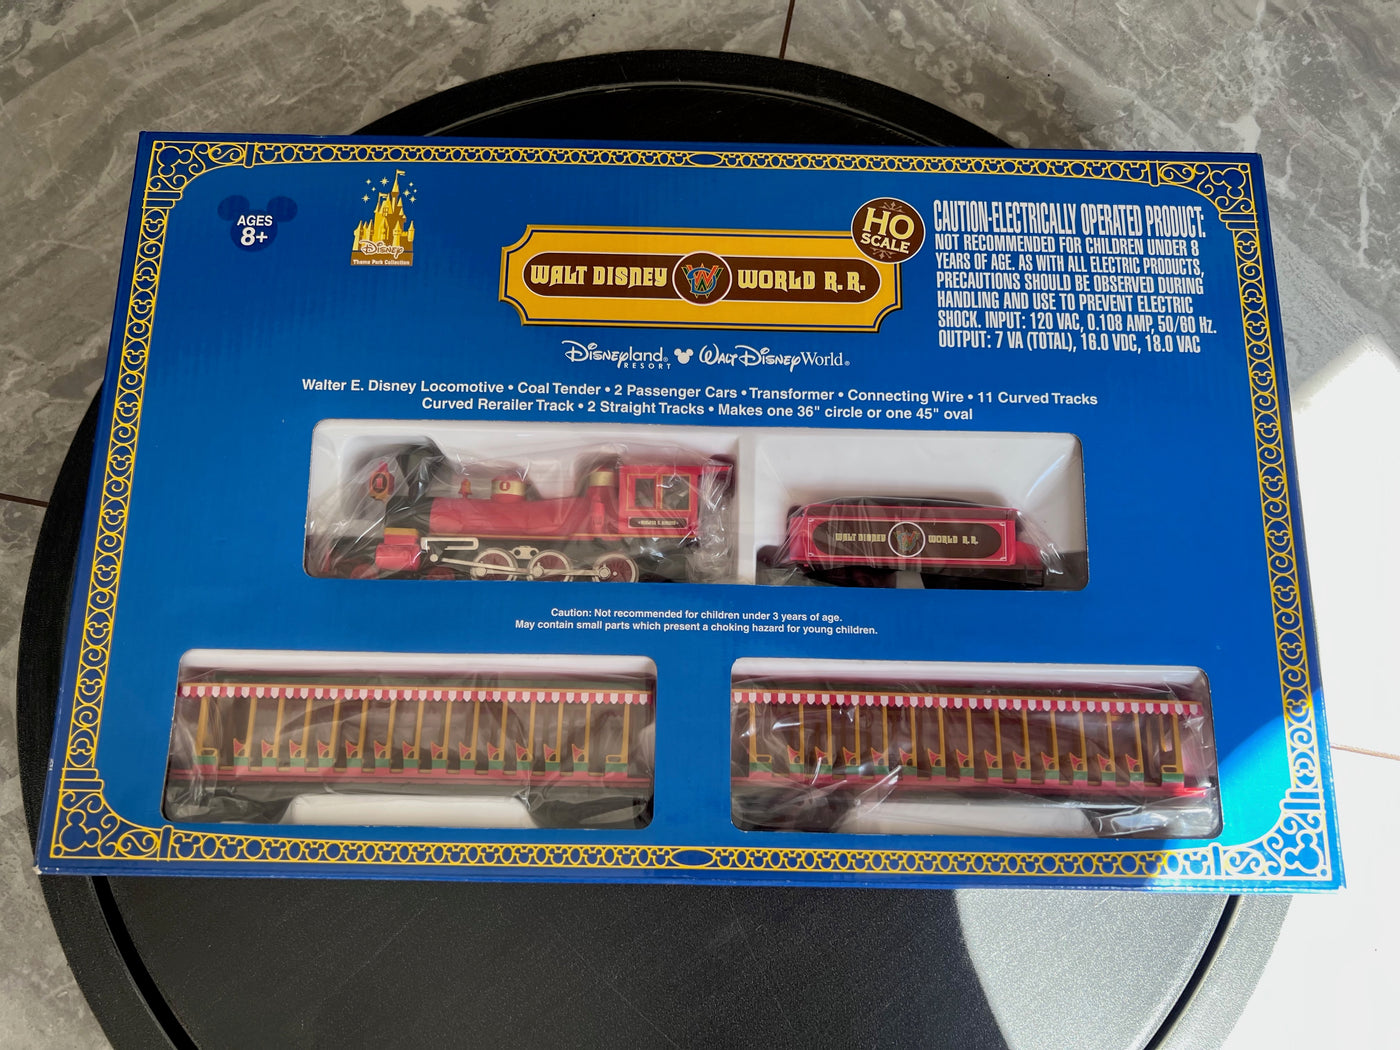 AGES
8+
Disney
Theme Park Collection
WALT DISNEY WORLD R. R.
HO
SCALE
CAUTION-ELECTRICALLY OPERATED PRODUCT:
NOT RECOMMENDED FOR CHILDREN UNDER 8
YEARS OF AGE. AS WITH ALL ELECTRIC PRODUCTS,
PRECAUTIONS SHOULD BE OBSERVED DURING
HANDLING AND USE TO PREVENT ELECTRIC
SHOCK. INPUT: 120 VAC, 0.108 AMP, 50/60 Hz.
OUTPUT: 7 VA (TOTAL), 16.0 VDC, 18.0 VAC
Disneyland® Walt Disney World®
RESORT
Walter E. Disney Locomotive • Coal Tender • 2 Passenger Cars • Transformer • Connecting Wire • 11 Curved Tracks
Curved Rerailer Track • 2 Straight Tracks • Makes one 36" circle or one 45" oval
WALT DISNEY WORLD R. R.
Caution: Not recommended for children under 3 years of age.
May contain small parts which present a choking hazard for young children.